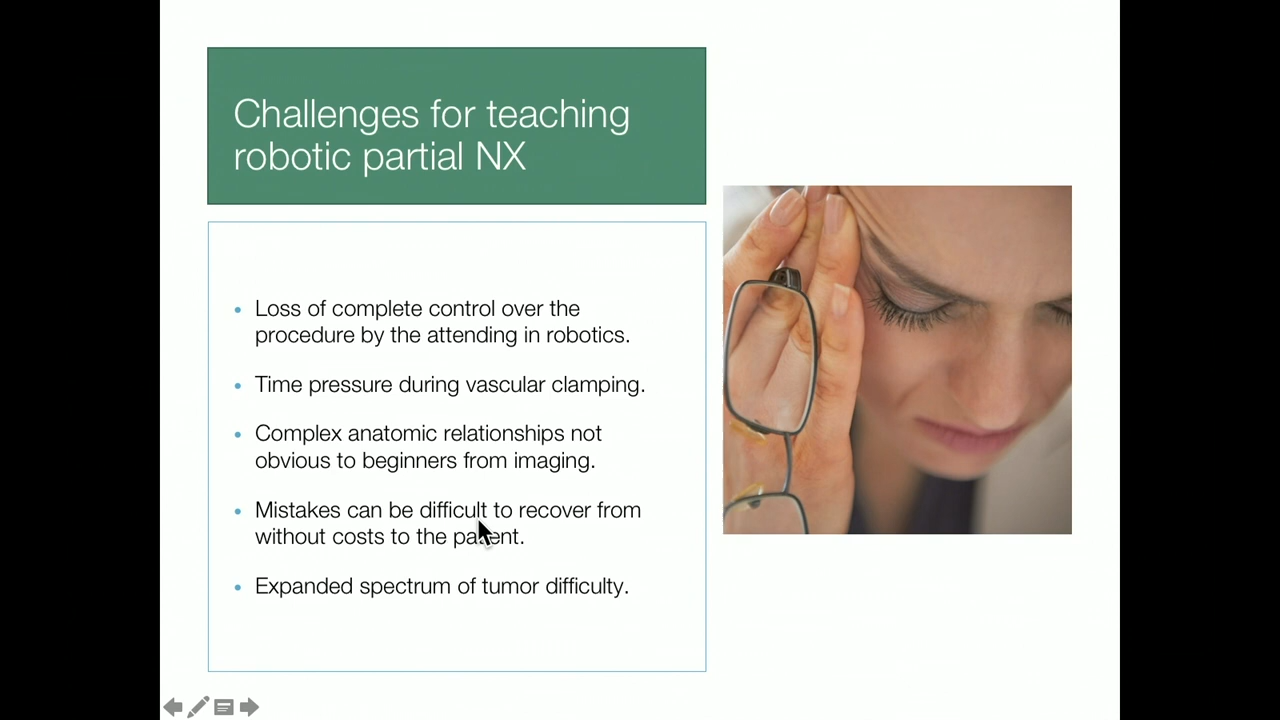 Challenges for teaching
robotic partial NX
• Loss of complete control over the
procedure by the attending in robotics.
• Time pressure during vascular clamping.
• Complex anatomic relationships not
obvious to beginners from imaging.
• Mistakes can be difficult to recover from
without costs to the patient.
• Expanded spectrum of tumor difficulty.